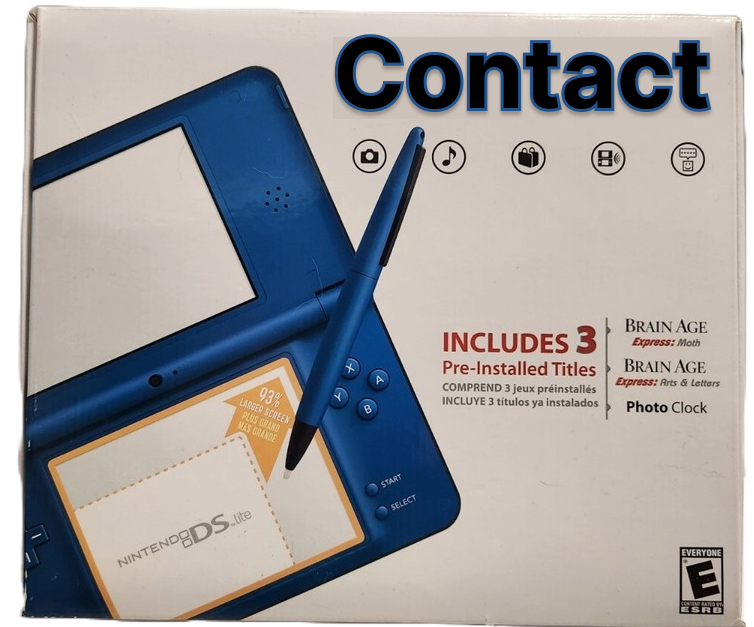 Contact
INCLUDES 3
Pre-Installed Titles
COMPREND 3 jeux préinstallés
INCLUYE 3 títulos ya instalados
BRAIN AGE
Express: Math
BRAIN AGE
Express: Arts & Letters
Photo Clock
93%
LARGER SCREEN
PLUS GRAND
MÁS GRANDE
X
A
Y
B
START
SELECT
NINTENDO DS Lite
EVERYONE
E
CONTENT RATED BY
ESRB